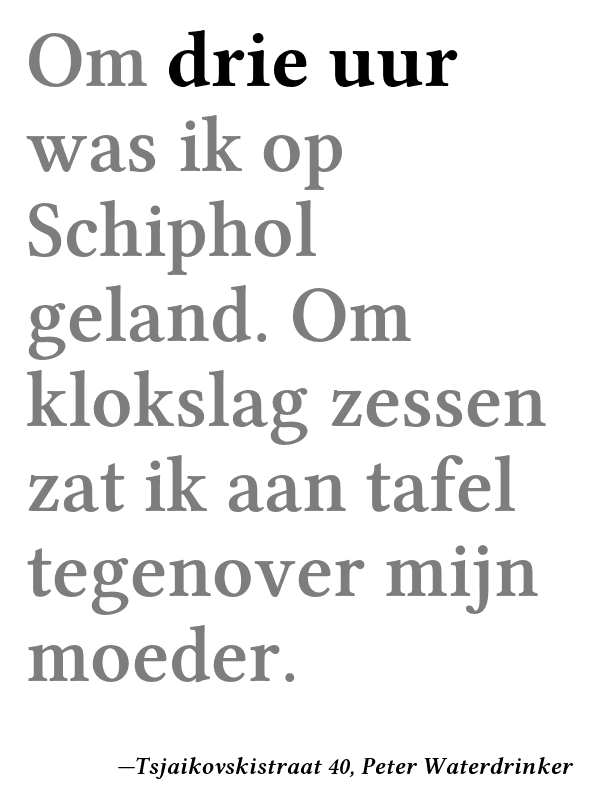 Om drie uur
was ik op
Schiphol
geland. Om
klokslag zessen
zat ik aan tafel
tegenover mijn
moeder.
—Tsjaikovskistraat 40, Peter Waterdrinker